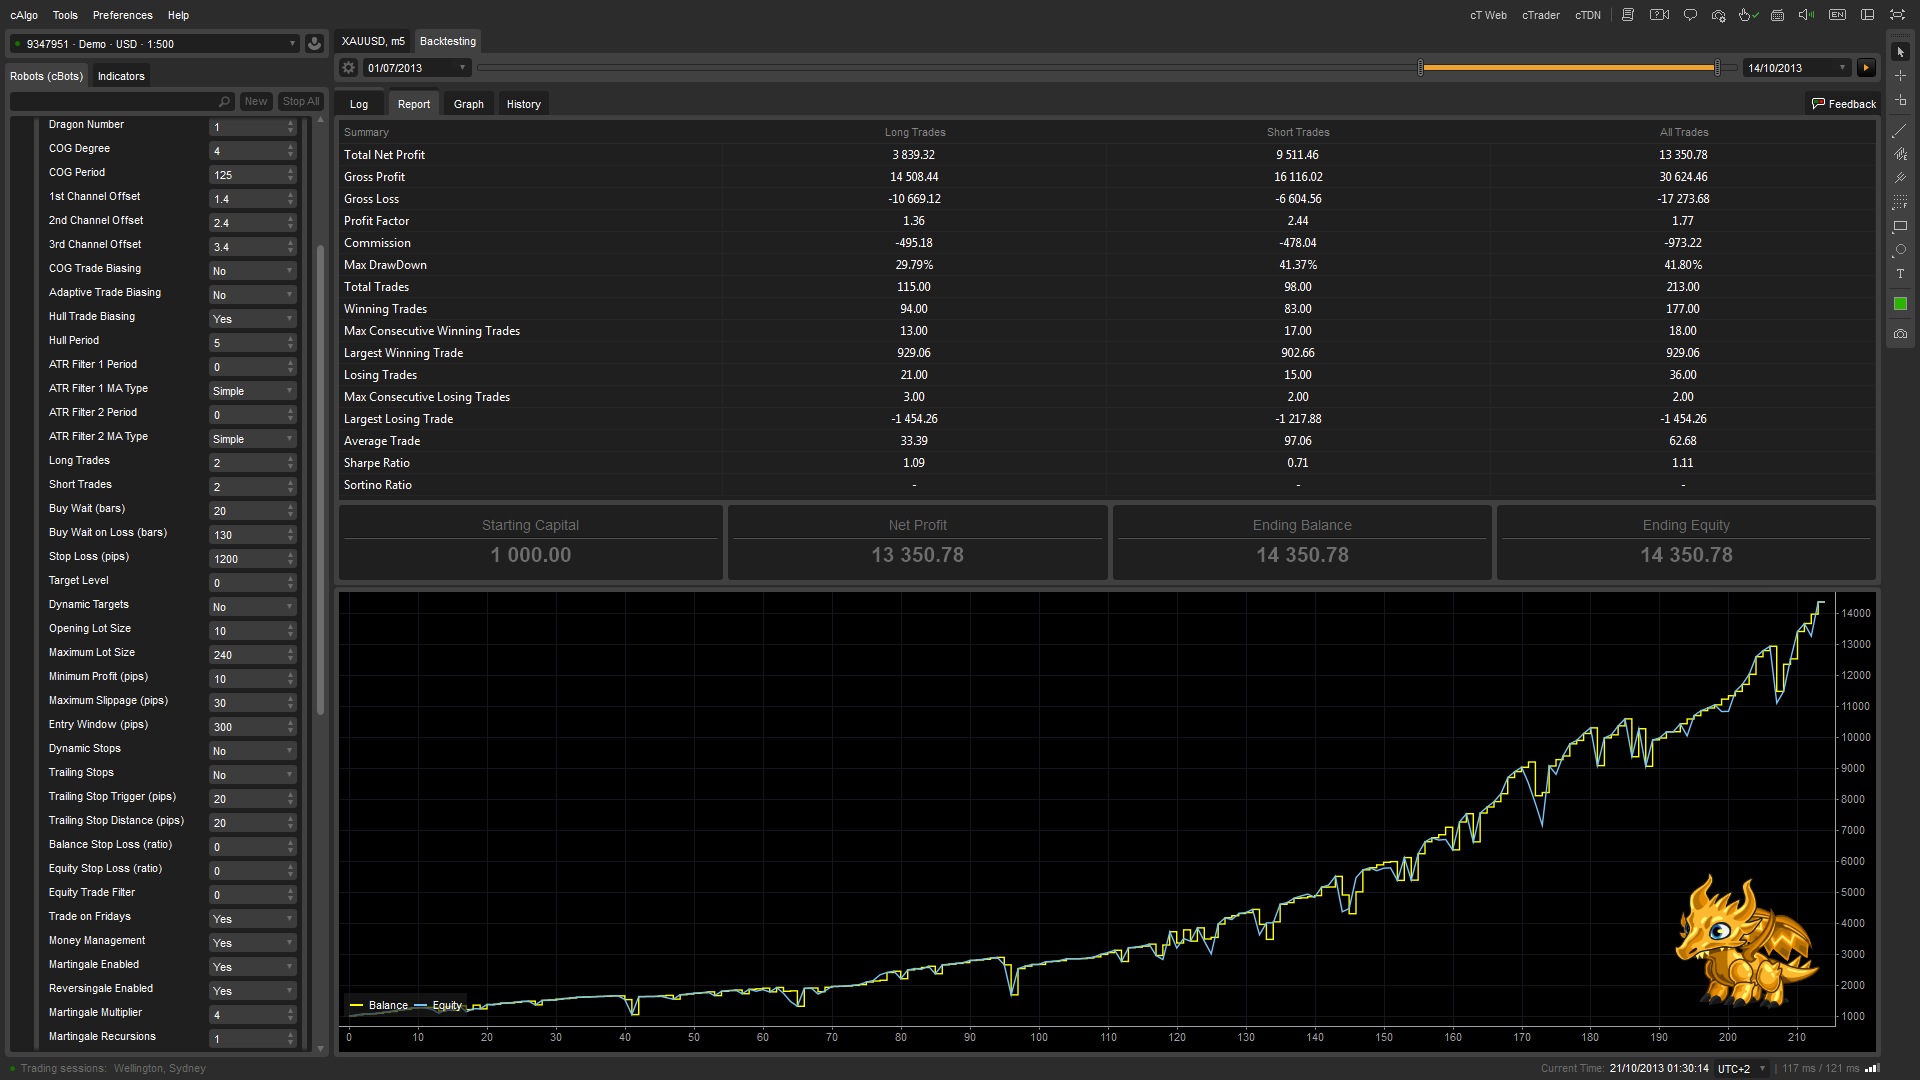 cAlgo Tools Preferences Help
cT Web cTrader cTDN EN
9347951 · Demo · USD · 1:500
XAUUSD, m5 Backtesting
01/07/2013 14/10/2013
Robots (cBots) Indicators
New Stop All
Log Report Graph History Feedback
Dragon Number 1
COG Degree 4
COG Period 125
1st Channel Offset 1.4
2nd Channel Offset 2.4
3rd Channel Offset 3.4
COG Trade Biasing No
Adaptive Trade Biasing No
Hull Trade Biasing Yes
Hull Period 5
ATR Filter 1 Period 0
ATR Filter 1 MA Type Simple
ATR Filter 2 Period 0
ATR Filter 2 MA Type Simple
Long Trades 2
Short Trades 2
Buy Wait (bars) 20
Buy Wait on Loss (bars) 130
Stop Loss (pips) 1200
Target Level 0
Dynamic Targets No
Opening Lot Size 10
Maximum Lot Size 240
Minimum Profit (pips) 10
Maximum Slippage (pips) 30
Entry Window (pips) 300
Dynamic Stops No
Trailing Stops No
Trailing Stop Trigger (pips) 20
Trailing Stop Distance (pips) 20
Balance Stop Loss (ratio) 0
Equity Stop Loss (ratio) 0
Equity Trade Filter 0
Trade on Fridays Yes
Money Management Yes
Martingale Enabled Yes
Reversingale Enabled Yes
Martingale Multiplier 4
Martingale Recursions 1
Summary Long Trades Short Trades All Trades
Total Net Profit 3 839.32 9 511.46 13 350.78
Gross Profit 14 508.44 16 116.02 30 624.46
Gross Loss -10 669.12 -6 604.56 -17 273.68
Profit Factor 1.36 2.44 1.77
Commission -495.18 -478.04 -973.22
Max DrawDown 29.79% 41.37% 41.80%
Total Trades 115.00 98.00 213.00
Winning Trades 94.00 83.00 177.00
Max Consecutive Winning Trades 13.00 17.00 18.00
Largest Winning Trade 929.06 902.66 929.06
Losing Trades 21.00 15.00 36.00
Max Consecutive Losing Trades 3.00 2.00 2.00
Largest Losing Trade -1 454.26 -1 217.88 -1 454.26
Average Trade 33.39 97.06 62.68
Sharpe Ratio 1.09 0.71 1.11
Sortino Ratio - - -
Starting Capital Net Profit Ending Balance Ending Equity
1 000.00 13 350.78 14 350.78 14 350.78
14000
13000
12000
11000
10000
9000
8000
7000
6000
5000
4000
3000
2000
1000
Balance Equity
0 10 20 30 40 50 60 70 80 90 100 110 120 130 140 150 160 170 180 190 200 210
Trading sessions: Wellington, Sydney
Current Time: 21/10/2013 01:30:14 UTC+2 117 ms / 121 ms